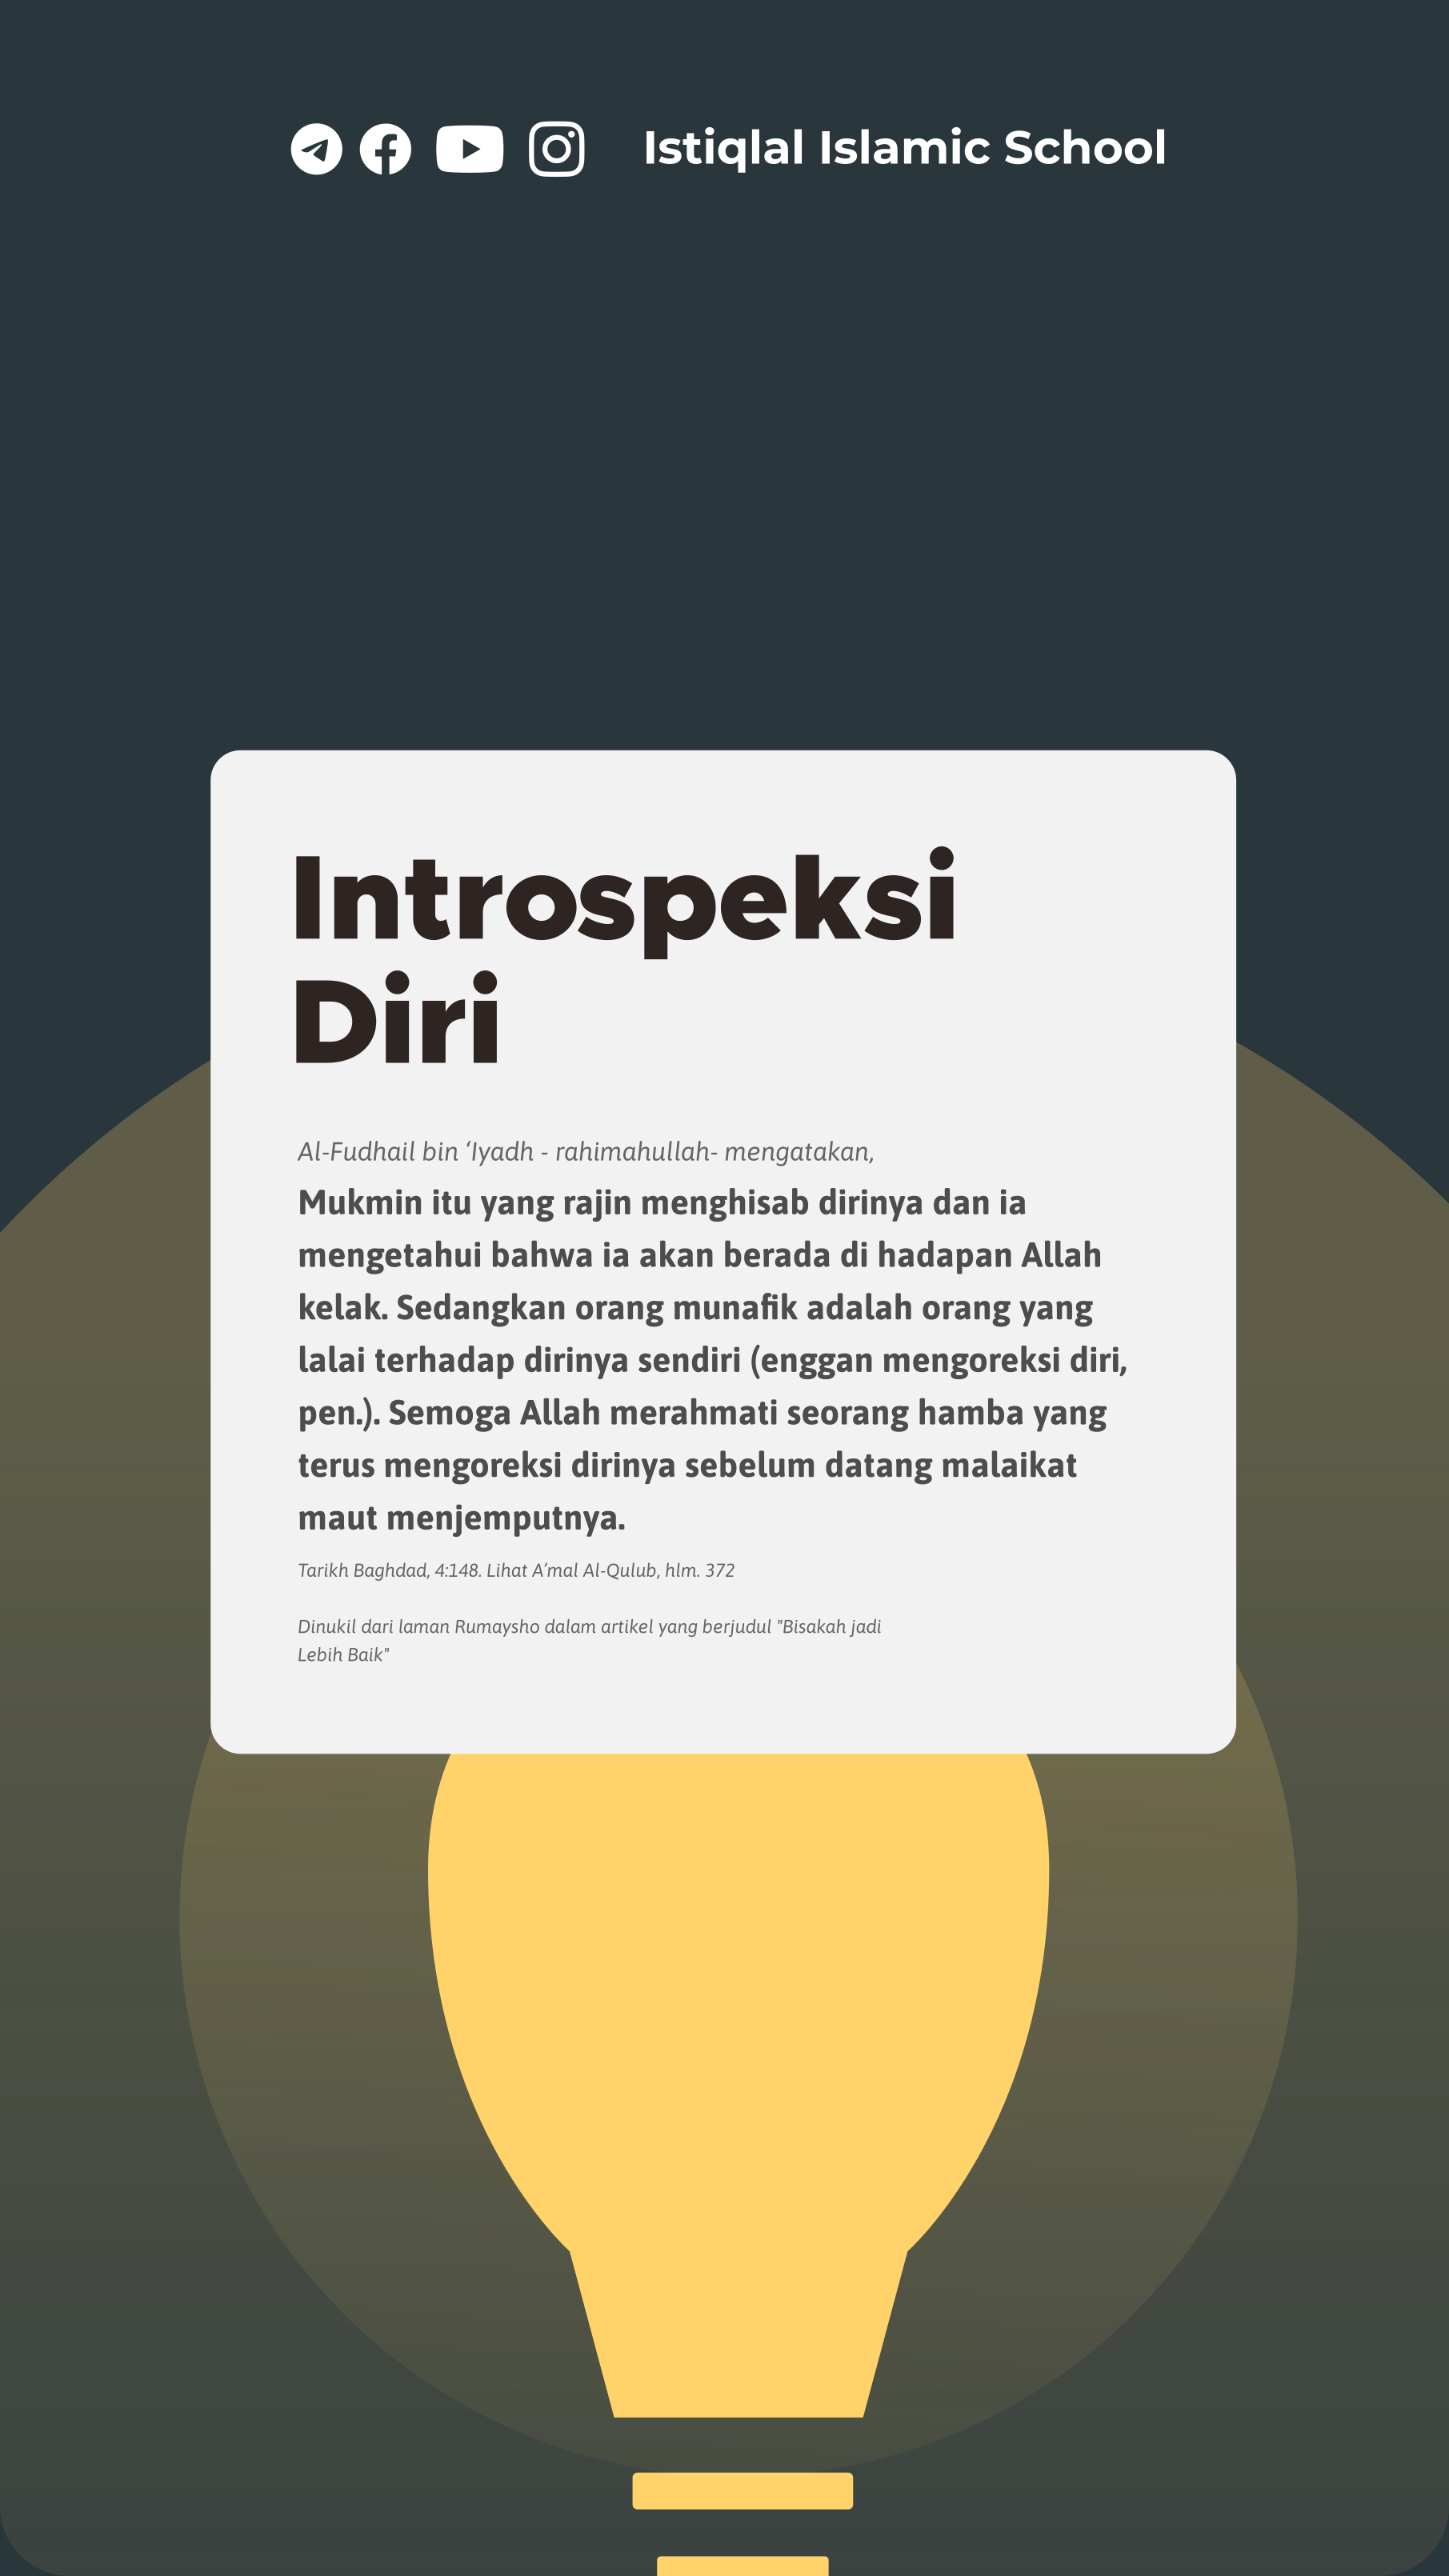 Istiqlal Islamic School
Introspeksi
Diri
Al-Fudhail bin ‘Iyadh - rahimahullah- mengatakan,
Mukmin itu yang rajin menghisab dirinya dan ia
mengetahui bahwa ia akan berada di hadapan Allah
kelak. Sedangkan orang munafik adalah orang yang
lalai terhadap dirinya sendiri (enggan mengoreksi diri,
pen.). Semoga Allah merahmati seorang hamba yang
terus mengoreksi dirinya sebelum datang malaikat
maut menjemputnya.
Tarikh Baghdad, 4:148. Lihat A’mal Al-Qulub, hlm. 372
Dinukil dari laman Rumaysho dalam artikel yang berjudul "Bisakah jadi
Lebih Baik"